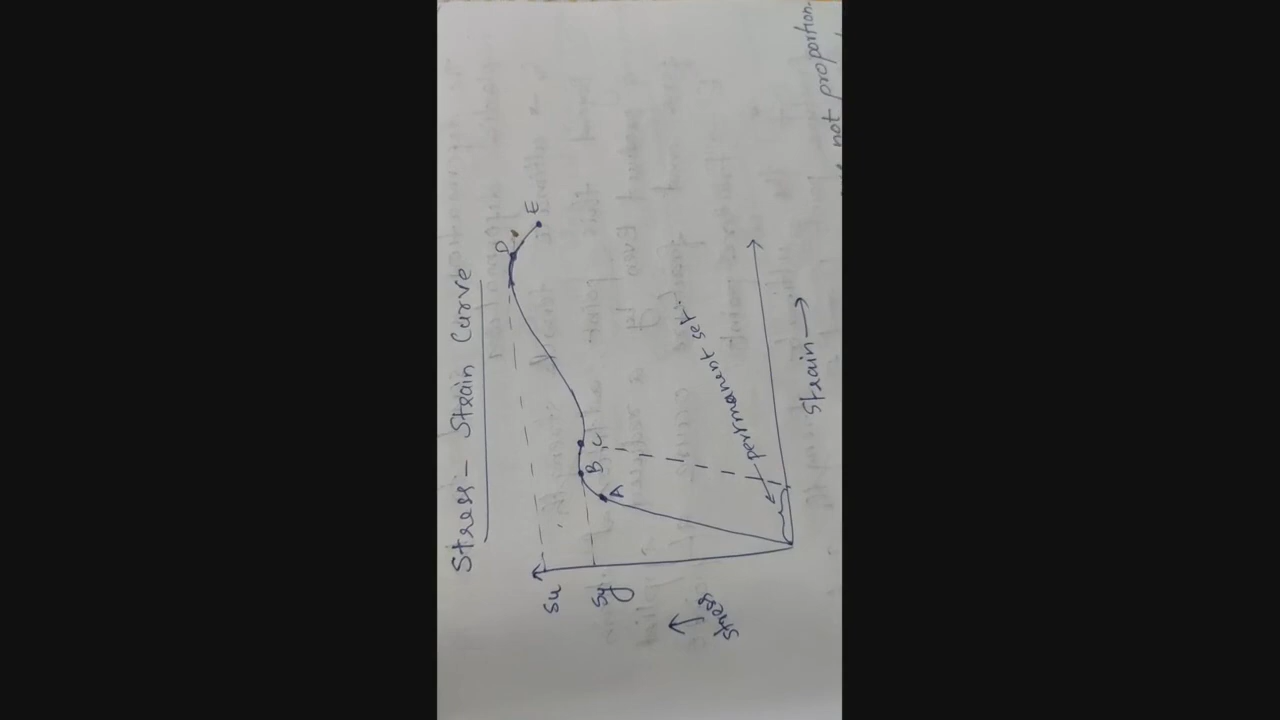 Stress – Strain Curve
Su
Sy
Stress
A
B
C
D
E
permanent set.
Strain
not proportion.